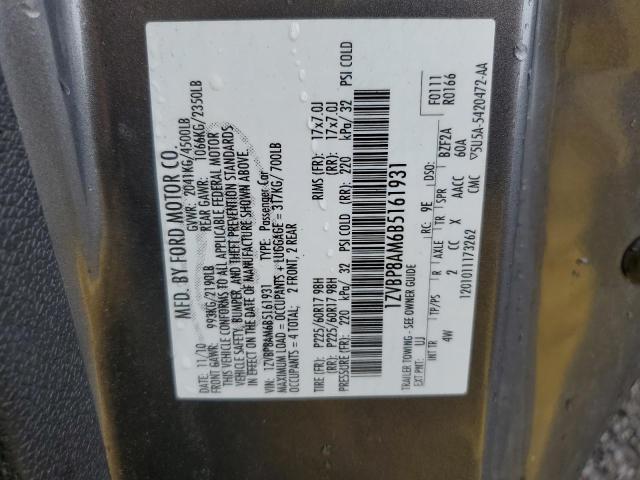 MFD. BY FORD MOTOR CO.
DATE: 11/10 GVWR: 2041KG/4500LB
FRONT GAWR: 993KG/2190LB REAR GAWR: 1066KG/2350LB
THIS VEHICLE CONFORMS TO ALL APPLICABLE FEDERAL MOTOR
VEHICLE SAFETY, BUMPER, AND THEFT PREVENTION STANDARDS
IN EFFECT ON THE DATE OF MANUFACTURE SHOWN ABOVE.
VIN: 1ZVBP8AM6B5161931 TYPE: Passenger Car
MAXIMUM LOAD = OCCUPANTS + LUGGAGE = 317KG/ 700LB
OCCUPANTS = 4 TOTAL; 2 FRONT, 2 REAR
TIRE (FR): P225/60R17 98H RIMS (FR): 17x7.0J
(RR): P225/60R17 98H (RR): 17x7.0J
PRESSURE (FR): 220 kPa/ 32 PSI COLD (RR): 220 kPa/ 32 PSI COLD
1ZVBP8AM6B5161931
TRAILER TOWING - SEE OWNER GUIDE F0111
EXT PNT: UJ RC: 9E DSO: R0166
INT TR TP/PS R AXLE TR SPR BZF2A
4W 2 CC X AACC 60A
1201011173262 CMC ▽5U5A-5420472-AA